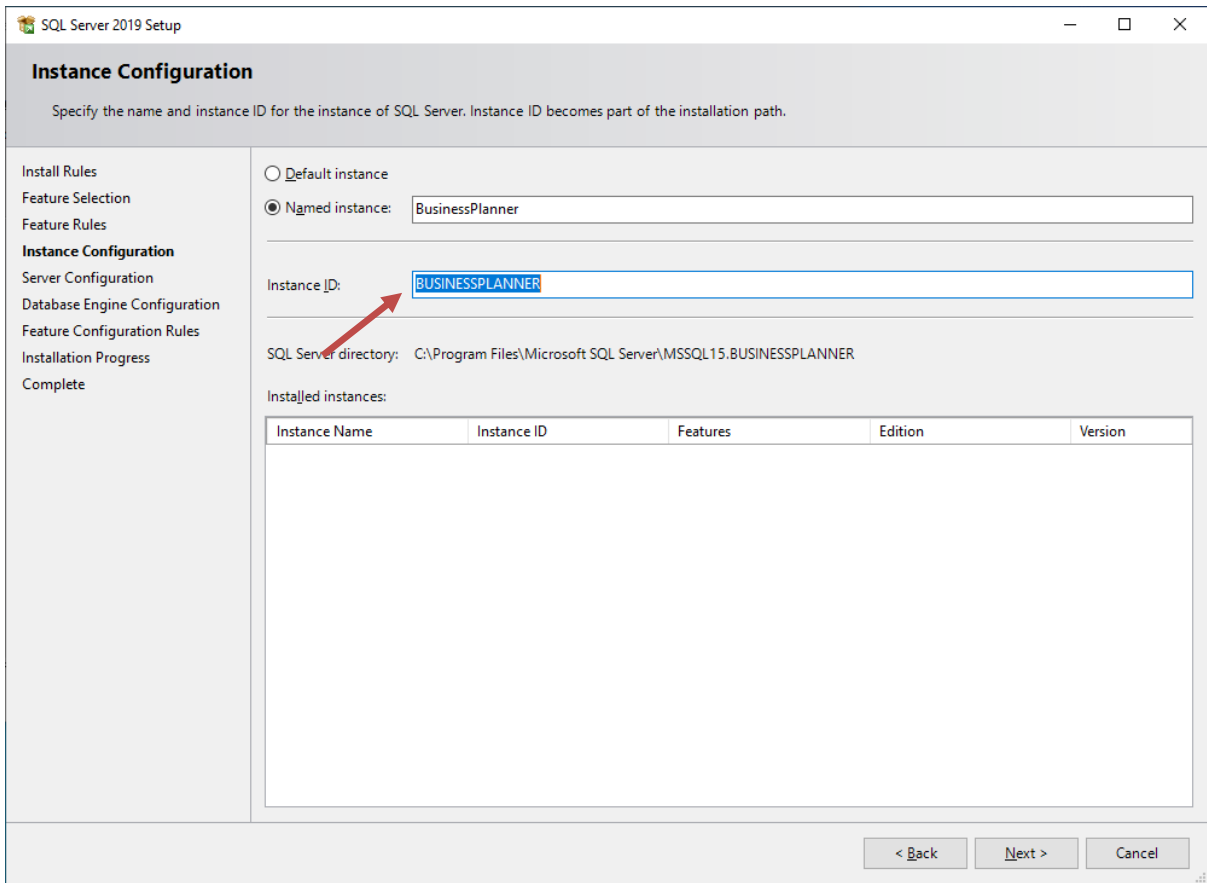 SQL Server 2019 Setup
Instance Configuration
Specify the name and instance ID for the instance of SQL Server. Instance ID becomes part of the installation path.
Install Rules
Feature Selection
Feature Rules
Instance Configuration
Server Configuration
Database Engine Configuration
Feature Configuration Rules
Installation Progress
Complete
Default instance
Named instance: BusinessPlanner
Instance ID: BUSINESSPLANNER
SQL Server directory: C:\Program Files\Microsoft SQL Server\MSSQL15.BUSINESSPLANNER
Installed instances:
Instance Name Instance ID Features Edition Version
< Back Next > Cancel